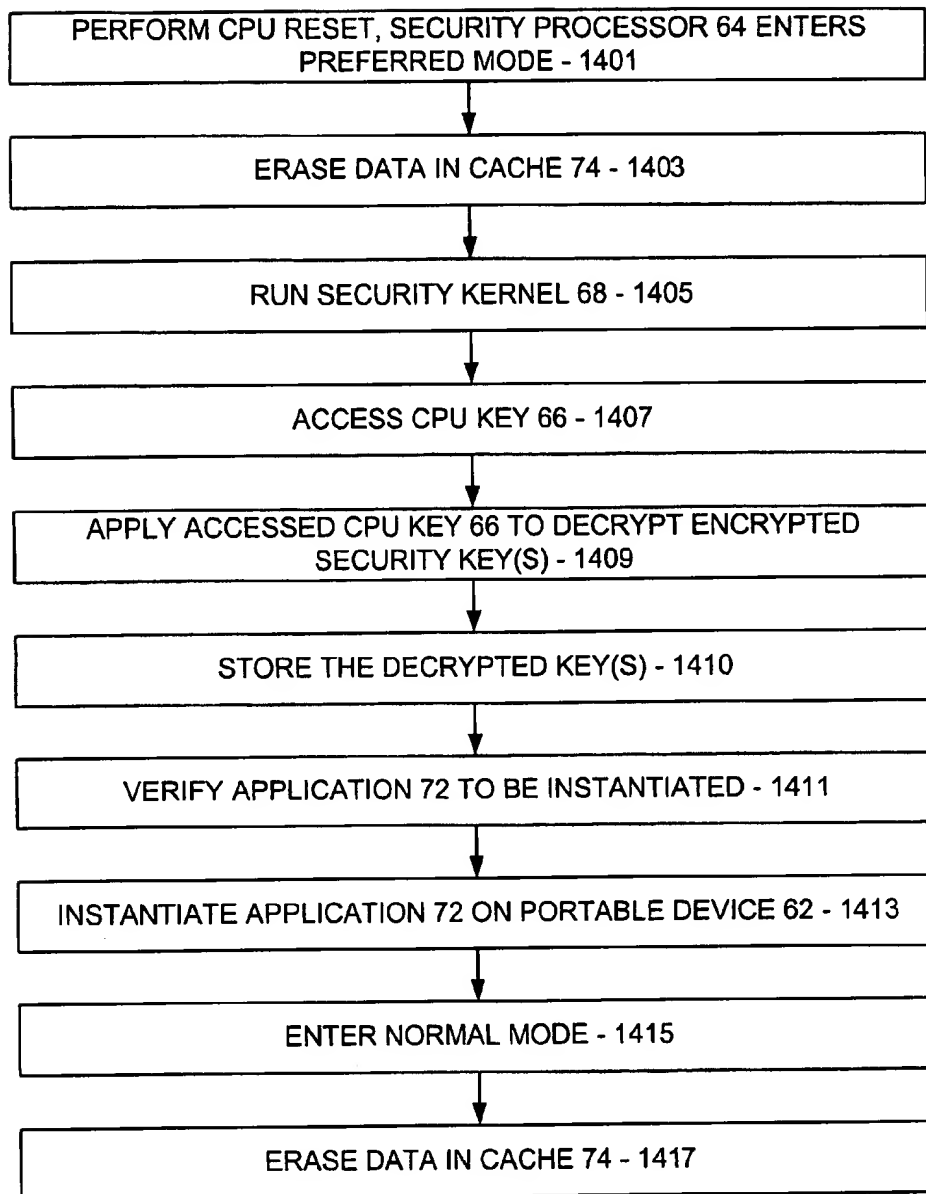 PERFORM CPU RESET, SECURITY PROCESSOR 64 ENTERS
PREFERRED MODE - 1401
ERASE DATA IN CACHE 74 - 1403
RUN SECURITY KERNEL 68 - 1405
ACCESS CPU KEY 66 - 1407
APPLY ACCESSED CPU KEY 66 TO DECRYPT ENCRYPTED
SECURITY KEY(S) - 1409
STORE THE DECRYPTED KEY(S) - 1410
VERIFY APPLICATION 72 TO BE INSTANTIATED - 1411
INSTANTIATE APPLICATION 72 ON PORTABLE DEVICE 62 - 1413
ENTER NORMAL MODE - 1415
ERASE DATA IN CACHE 74 - 1417